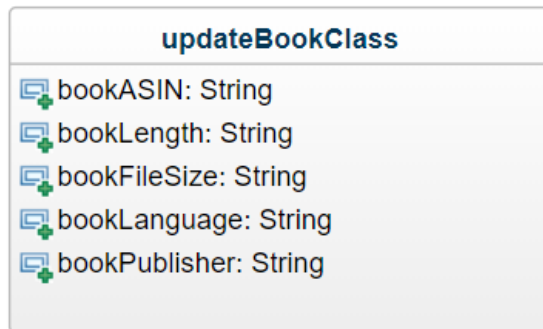 updateBookClass
bookASIN: String
bookLength: String
bookFileSize: String
bookLanguage: String
bookPublisher: String